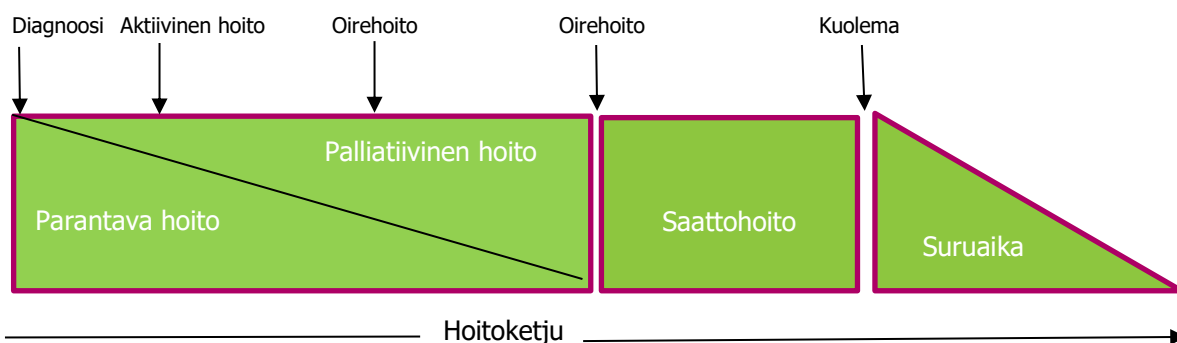 Diagnoosi Aktiivinen hoito Oirehoito Oirehoito Kuolema
Palliatiivinen hoito
Parantava hoito
Saattohoito
Suruaika
Hoitoketju